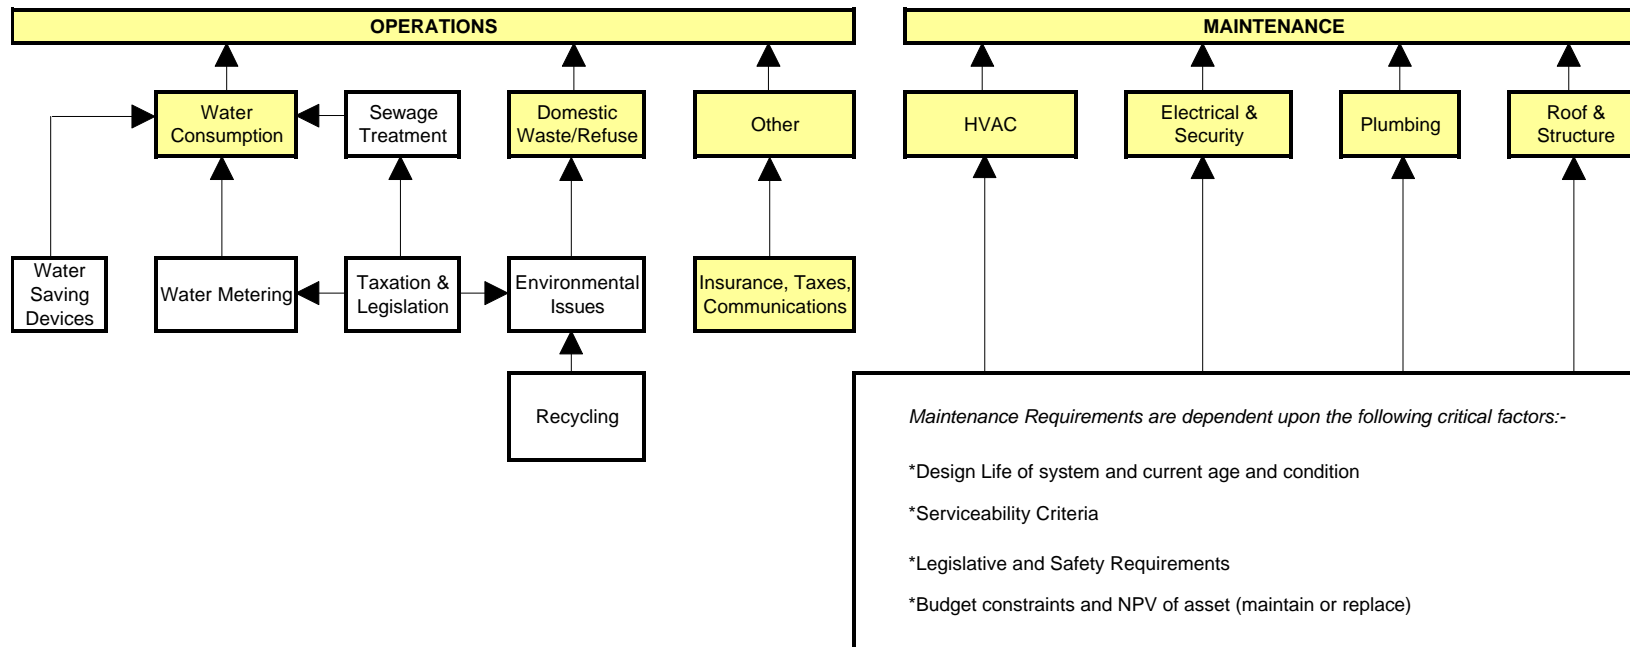 OPERATIONS
MAINTENANCE
Water
Consumption
Sewage
Treatment
Domestic
Waste/Refuse
Other
HVAC
Electrical &
Security
Plumbing
Roof &
Structure
Water
Saving
Devices
Water Metering
Taxation &
Legislation
Environmental
Issues
Insurance, Taxes,
Communications
Recycling
Maintenance Requirements are dependent upon the following critical factors:-
*Design Life of system and current age and condition
*Serviceability Criteria
*Legislative and Safety Requirements
*Budget constraints and NPV of asset (maintain or replace)